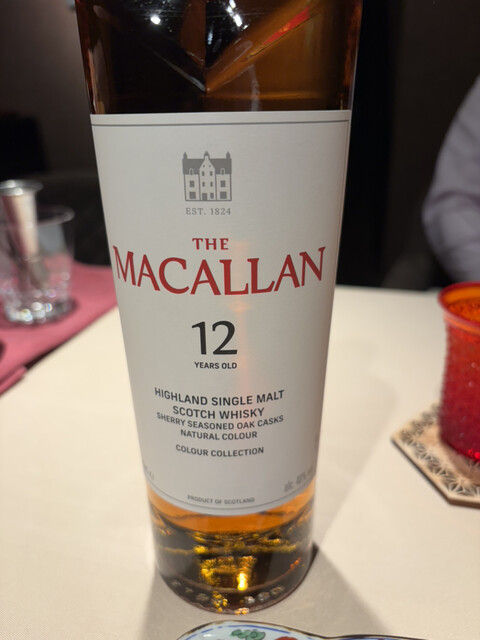 EST. 1824
THE
MACALLAN
12
YEARS OLD
HIGHLAND SINGLE MALT
SCOTCH WHISKY
SHERRY SEASONED OAK CASKS
NATURAL COLOUR
COLOUR COLLECTION
PRODUCT OF SCOTLAND